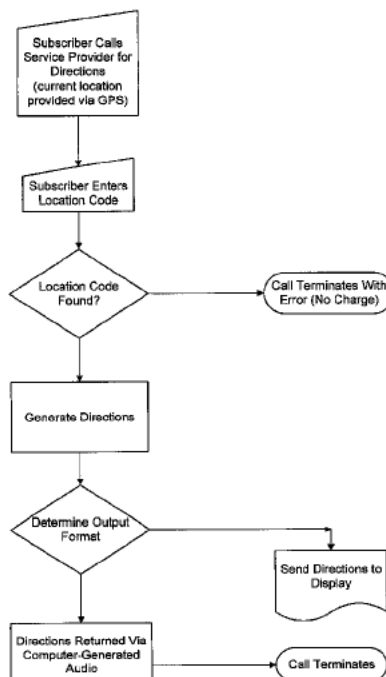 Subscriber Calls
Service Provider for
Directions
(current location
provided via GPS)
Subscriber Enters
Location Code
Location Code
Found?
Call Terminates With
Error (No Charge)
Generate Directions
Determine Output
Format
Send Directions to
Display
Directions Returned Via
Computer-Generated
Audio
Call Terminates